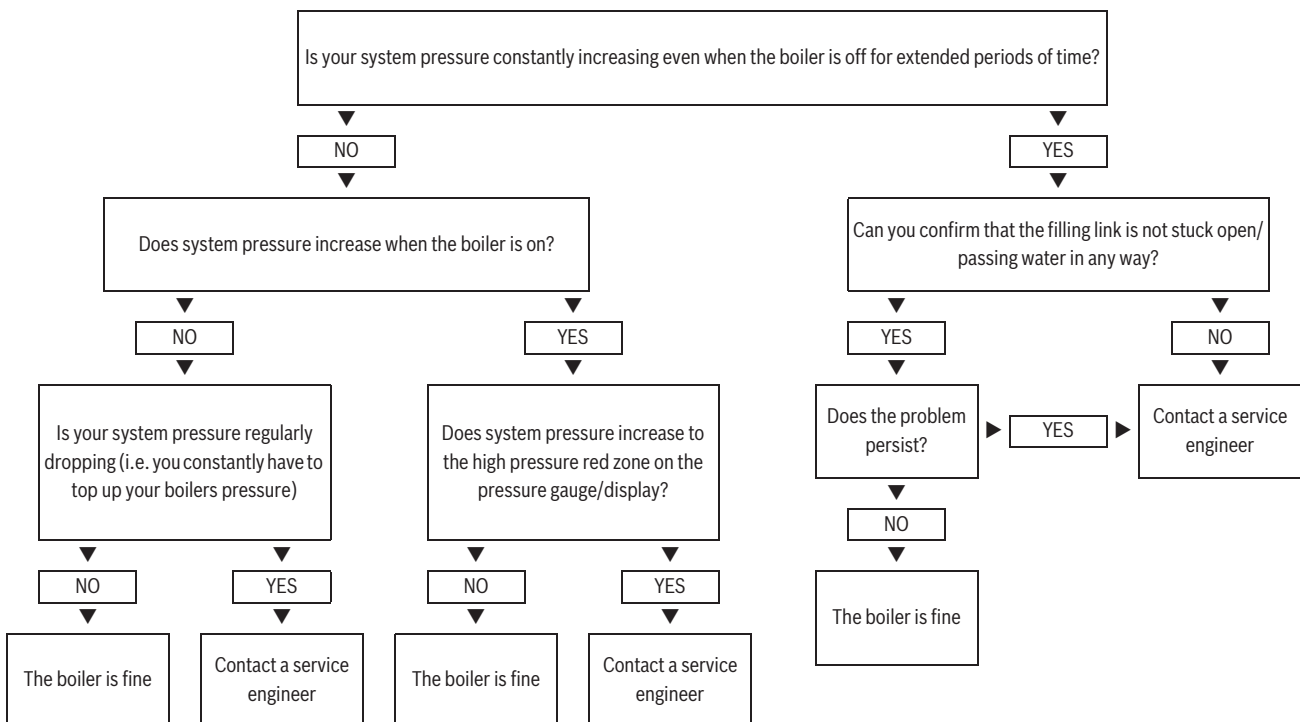 Is your system pressure constantly increasing even when the boiler is off for extended periods of time?
NO
YES
Does system pressure increase when the boiler is on?
Can you confirm that the filling link is not stuck open/
passing water in any way?
NO
YES
YES
NO
Is your system pressure regularly
dropping (i.e. you constantly have to
top up your boilers pressure)
Does system pressure increase to
the high pressure red zone on the
pressure gauge/display?
Does the problem
persist?
YES
Contact a service
engineer
NO
YES
NO
YES
NO
The boiler is fine
Contact a service
engineer
The boiler is fine
Contact a service
engineer
The boiler is fine